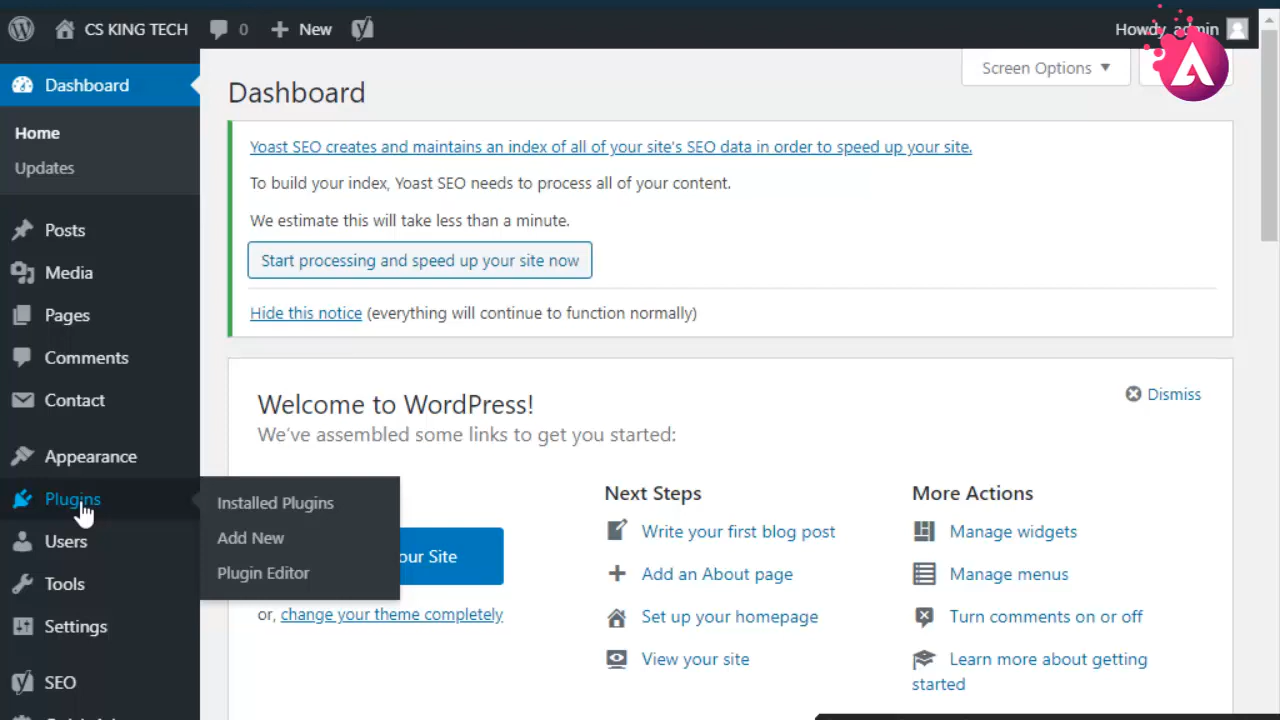 CS KING TECH 0 New
Howdy, admin
Dashboard
Home
Updates
Posts
Media
Pages
Comments
Contact
Appearance
Plugins
Users
Tools
Settings
SEO
Installed Plugins
Add New
Plugin Editor
Screen Options
Dashboard
Yoast SEO creates and maintains an index of all of your site's SEO data in order to speed up your site.
To build your index, Yoast SEO needs to process all of your content.
We estimate this will take less than a minute.
Start processing and speed up your site now
Hide this notice (everything will continue to function normally)
Welcome to WordPress!
Dismiss
We've assembled some links to get you started:
our Site
or, change your theme completely
Next Steps
Write your first blog post
Add an About page
Set up your homepage
View your site
More Actions
Manage widgets
Manage menus
Turn comments on or off
Learn more about getting
started